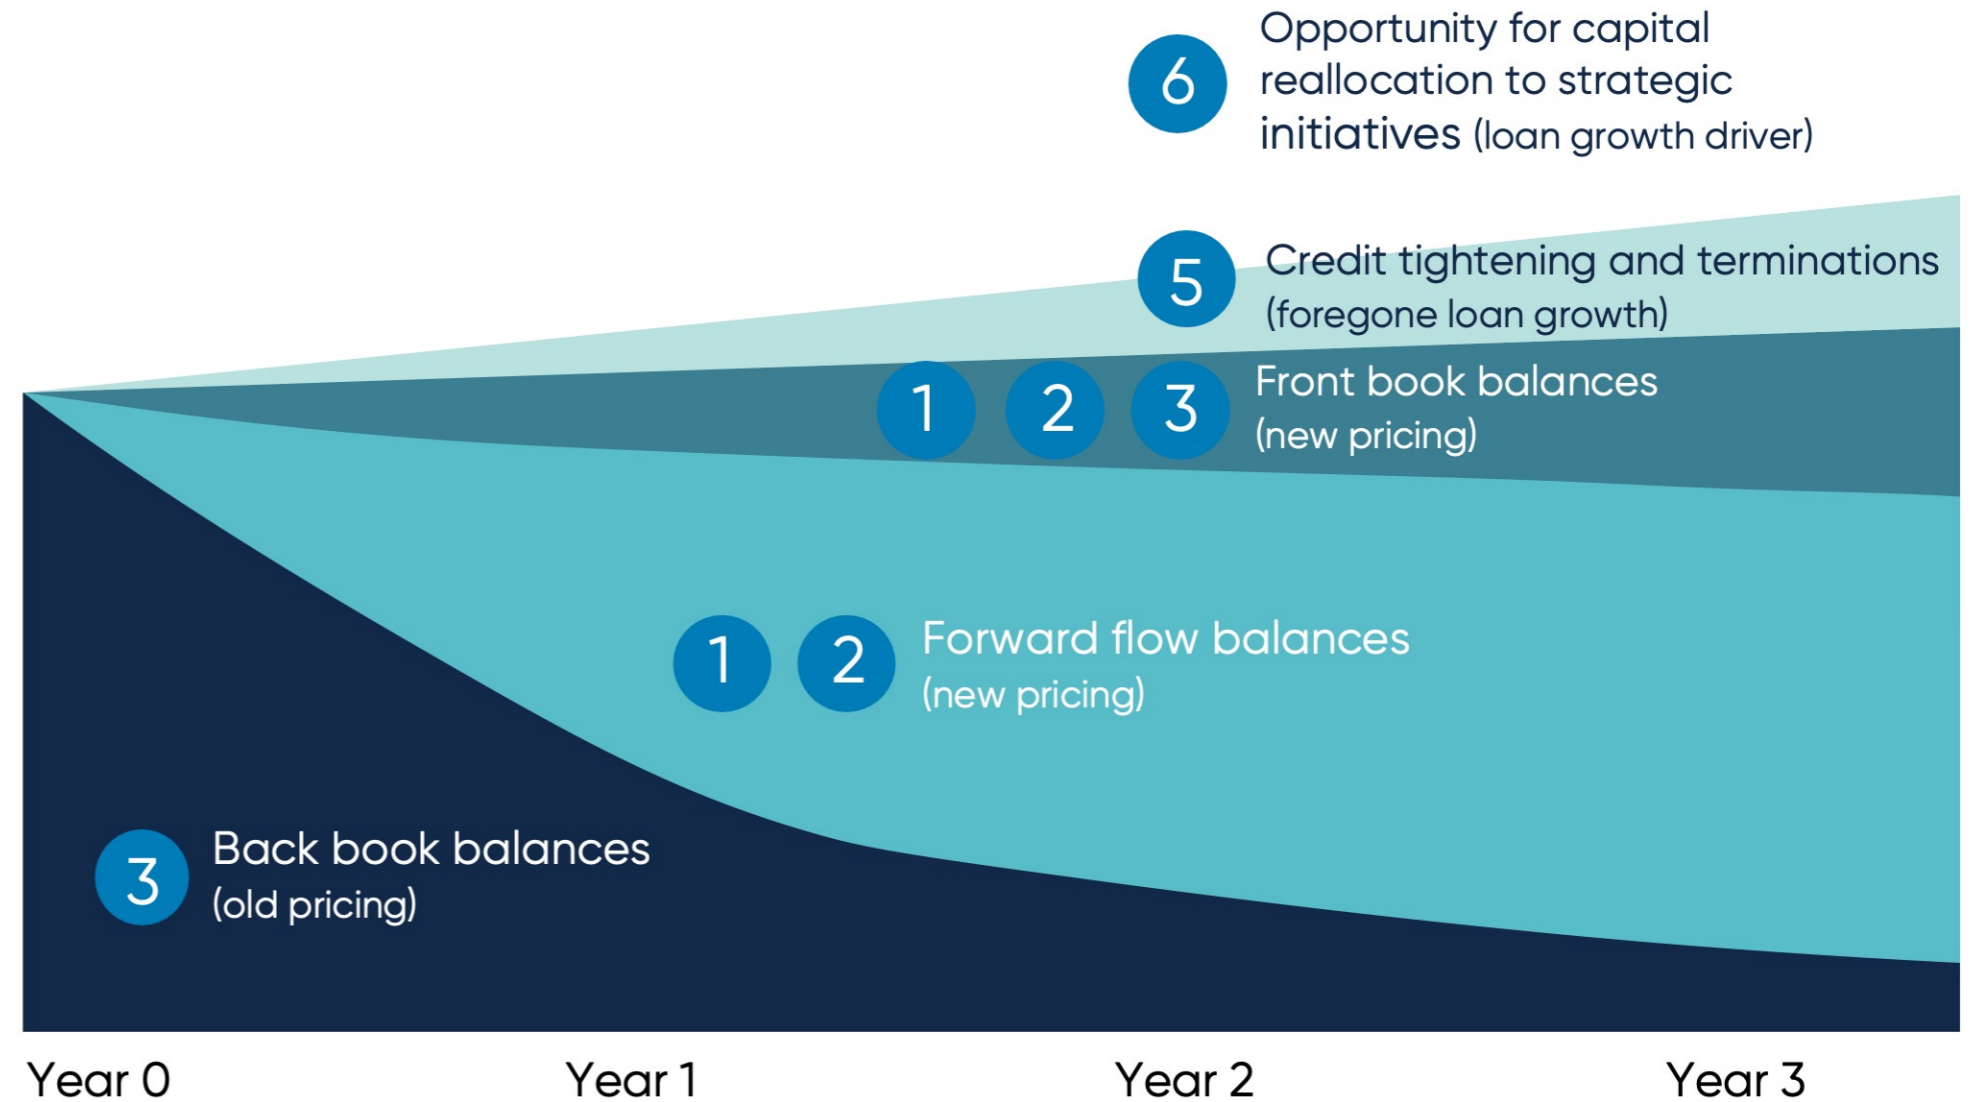 6
Opportunity for capital
reallocation to strategic
initiatives (loan growth driver)
5
Credit tightening and terminations
(foregone loan growth)
1 2 3
Front book balances
(new pricing)
1 2
Forward flow balances
(new pricing)
3
Back book balances
(old pricing)
Year 0 Year 1 Year 2 Year 3